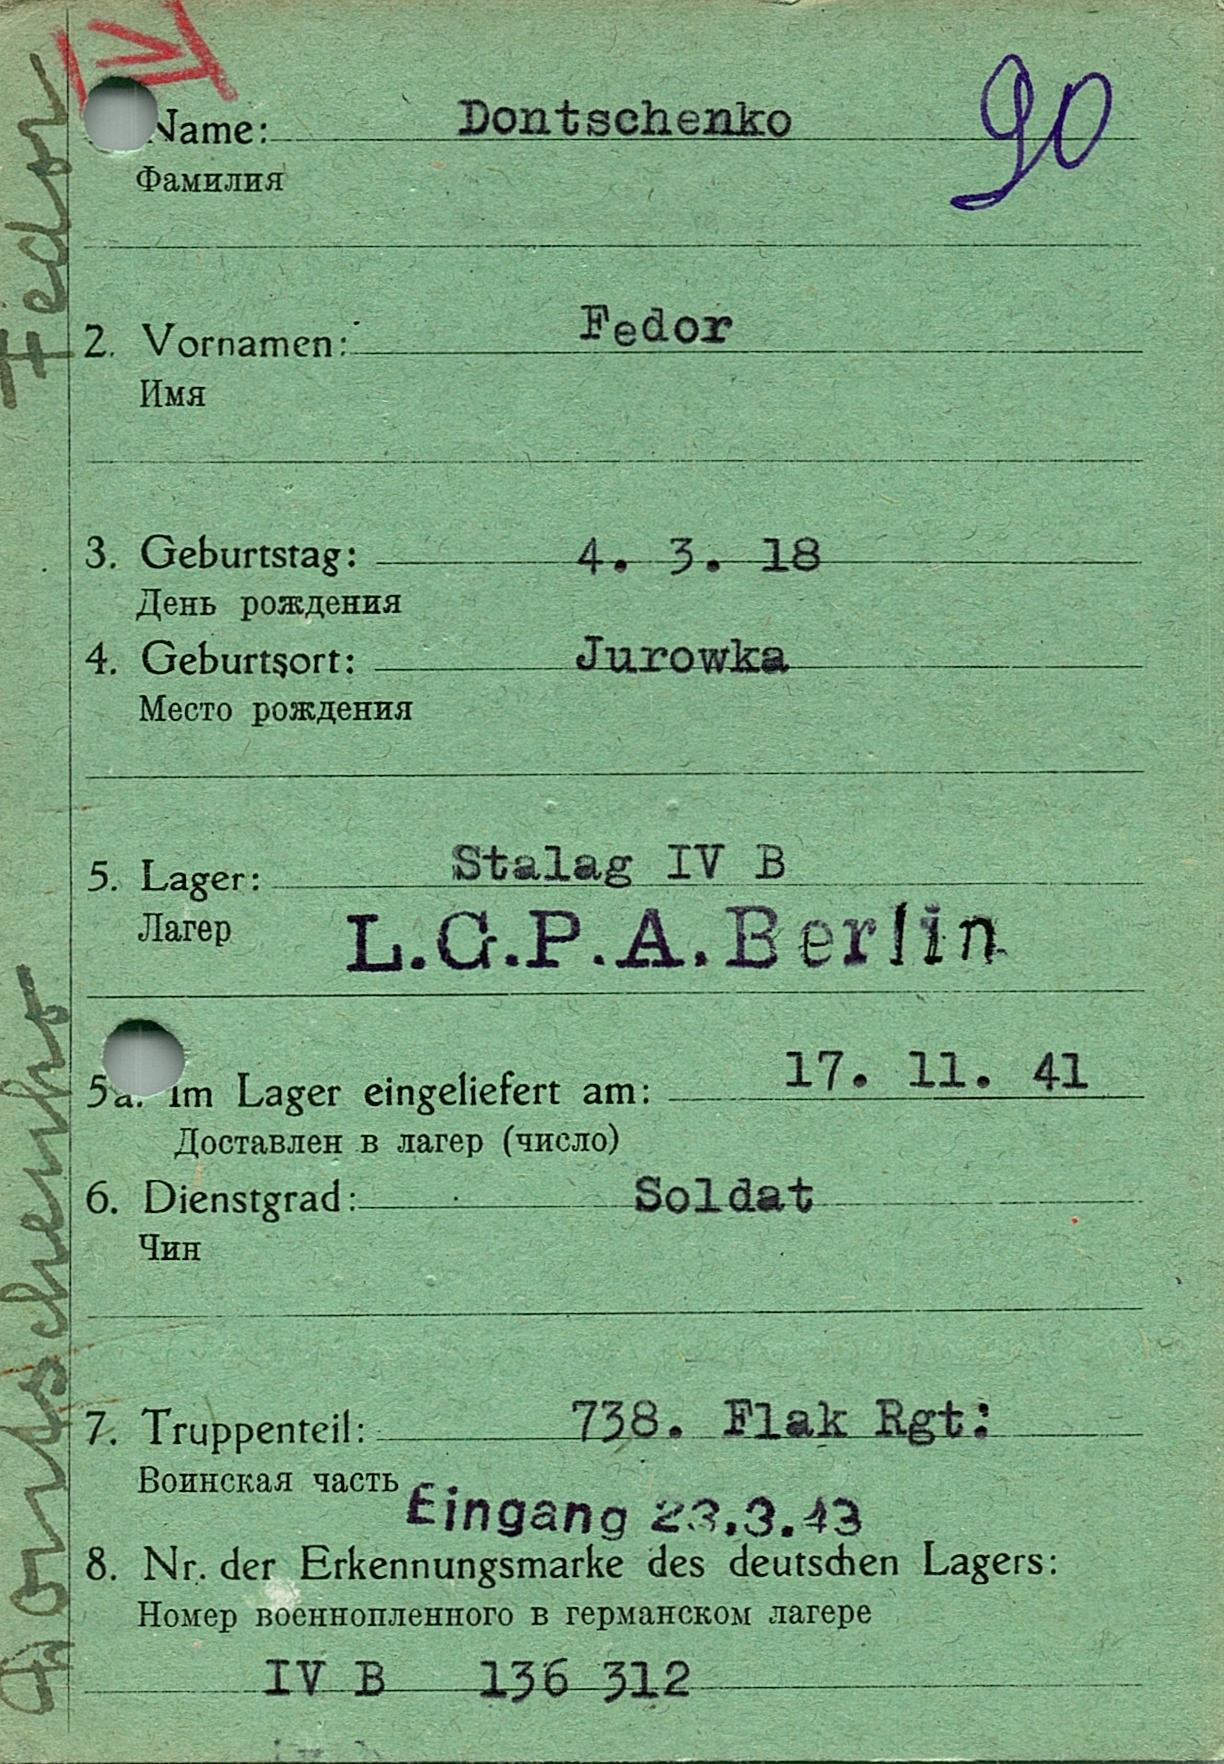 IV
90
Name: Dontschenko
Фамилия
2. Vornamen: Fedor
Имя
3. Geburtstag: 4. 3. 18
День рождения
4. Geburtsort: Jurowka
Место рождения
5. Lager: Stalag IV B
Лагер L.G.P.A. Berlin
5a. Im Lager eingeliefert am: 17. 11. 41
Доставлен в лагер (число)
6. Dienstgrad: Soldat
Чин
7. Truppenteil: 738. Flak Rgt:
Воинская часть
Eingang 23.3.43
8. Nr. der Erkennungsmarke des deutschen Lagers:
Номер военнопленного в германском лагере
IV B 136 312
Dontschenko Fedor